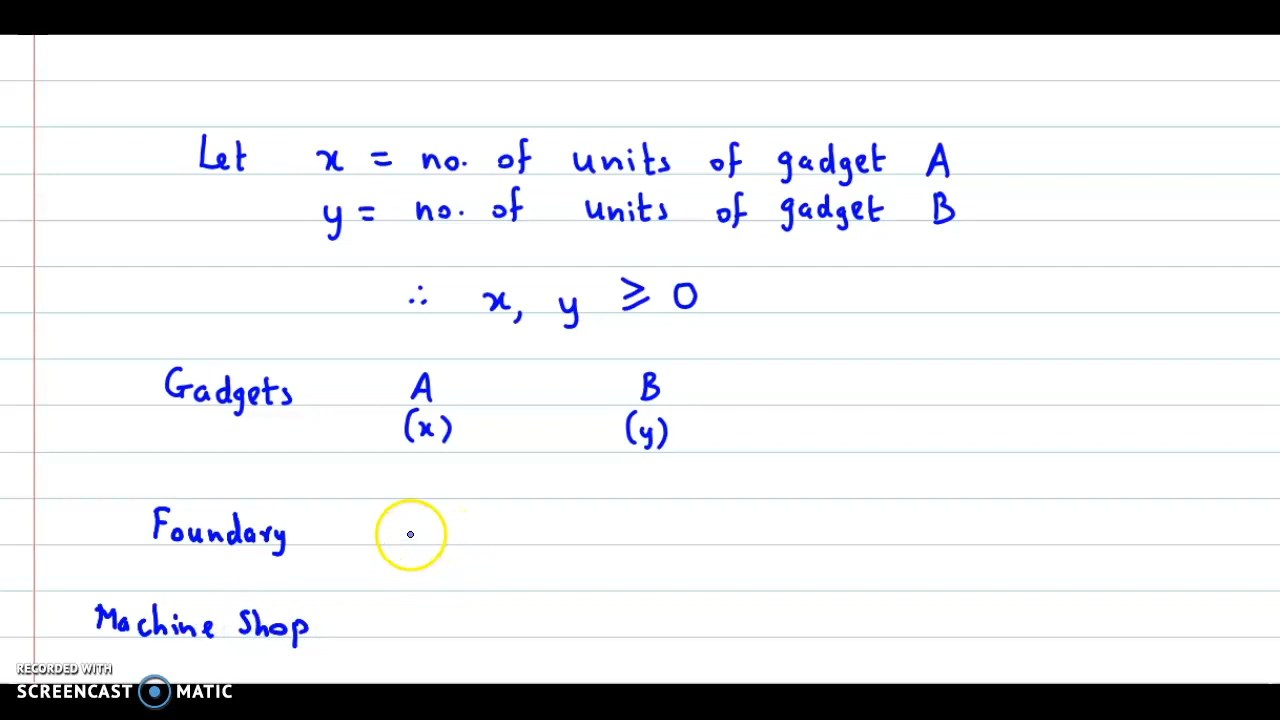 Let x = no. of units of gadget A
y = no. of units of gadget B
∴ x, y ⩾ 0
Gadgets A B
(x) (y)
Foundary
Machine Shop
RECORDED WITH
SCREENCAST MATIC